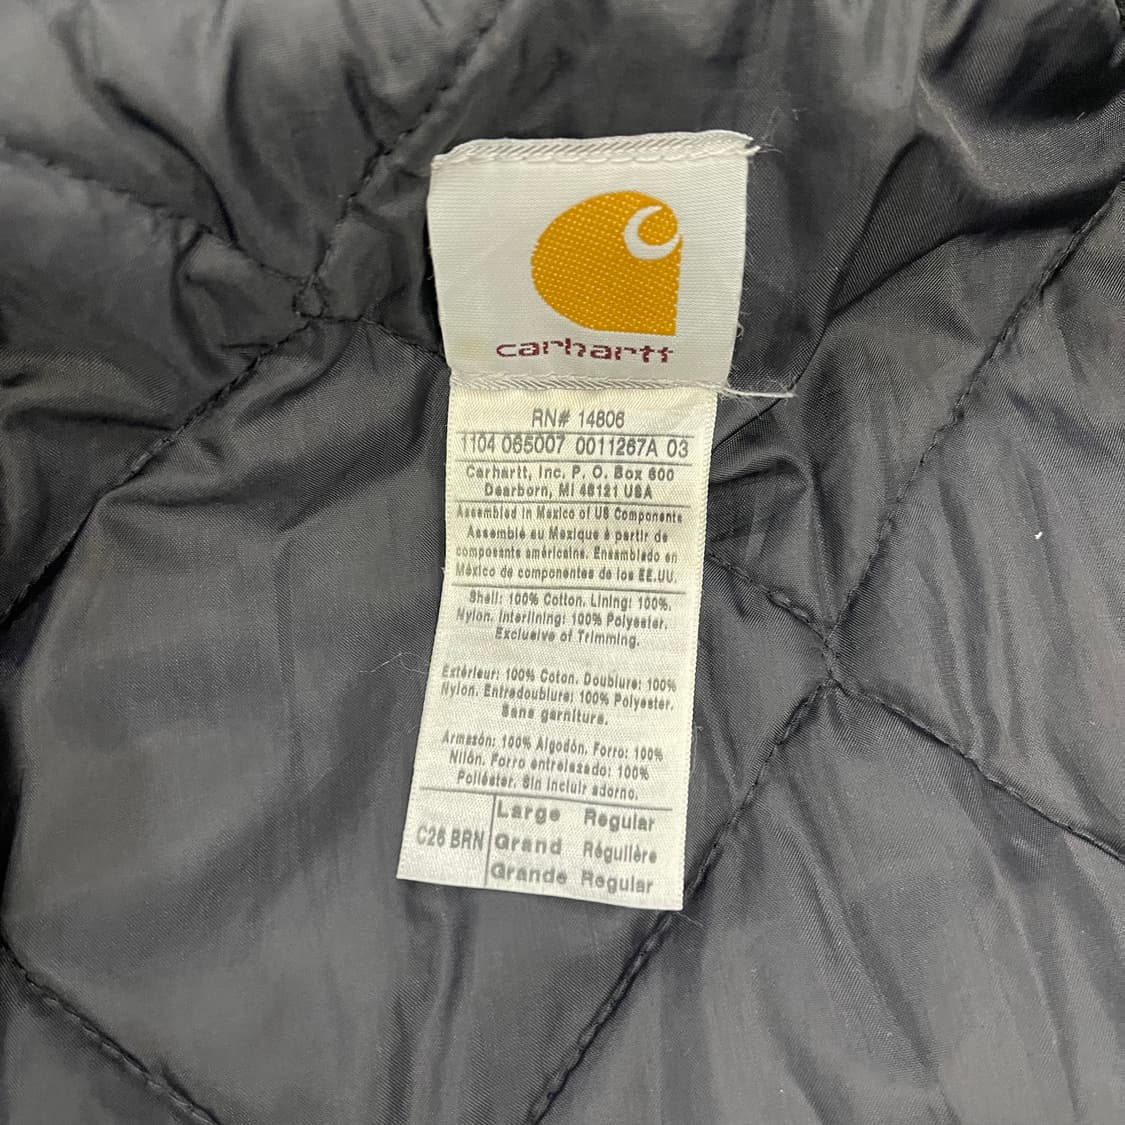 carhartt
RN# 14806
1104 065007 0011267A 03
Carhartt, Inc. P. O. Box 600
Dearborn, MI 48121 USA
Assembled in Mexico of US Components
Assemblé au Mexique à partir de
composants américains. Ensamblado en
México de componentes de los EE.UU.
Shell: 100% Cotton. Lining: 100%.
Nylon. Interlining: 100% Polyester.
Exclusive of Trimming.
Extérieur: 100% Coton. Doublure: 100%
Nylon. Entredoublure: 100% Polyester.
Sans garniture.
Armazón: 100% Algodón. Forro: 100%
Nilón. Forro entrelazado: 100%
Poliéster. Sin incluir adorno.
C26 BRN
Large Regular
Grand Régulière
Grande Regular